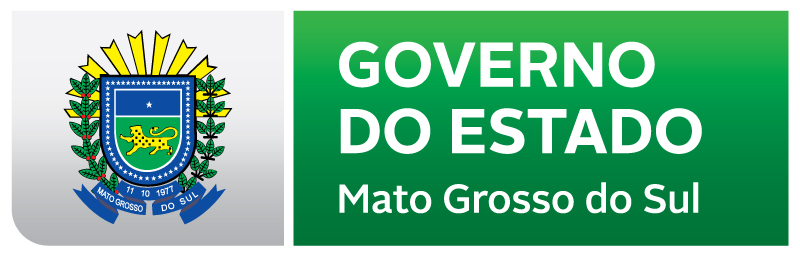 11 10 1977
MATO GROSSO
DO SUL
GOVERNO
DO ESTADO
Mato Grosso do Sul